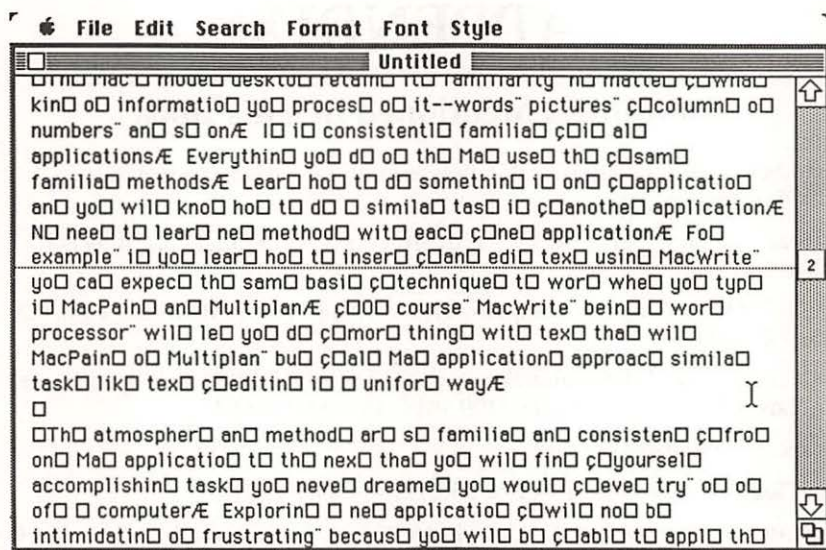 File Edit Search Format Font Style
Untitled
□Th□ Mac□ mode□ deskto□ retain□ it□ familiarity n□ matte□ ç□wha□
kin□ o□ informatio□ yo□ proces□ o□ it--words¨ pictures¨ ç□column□ o□
numbers¨ an□ s□ onÆ I□ i□ consistentl□ familia□ ç□i□ al□
applicationsÆ Everythin□ yo□ d□ o□ th□ Ma□ use□ th□ ç□sam□
familia□ methodsÆ Lear□ ho□ t□ d□ somethin□ i□ on□ ç□applicatio□
an□ yo□ wil□ kno□ ho□ t□ d□ □ simila□ tas□ i□ ç□anothe□ applicationÆ
N□ nee□ t□ lear□ ne□ method□ wit□ eac□ ç□ne□ applicationÆ Fo□
example¨ i□ yo□ lear□ ho□ t□ inser□ ç□an□ edi□ tex□ usin□ MacWrite¨
yo□ ca□ expec□ th□ sam□ basi□ ç□technique□ t□ wor□ whe□ yo□ typ□
i□ MacPain□ an□ MultiplanÆ ç□O□ course¨ MacWrite¨ bein□ □ wor□
processor¨ wil□ le□ yo□ d□ ç□mor□ thing□ wit□ tex□ tha□ wil□
MacPain□ o□ Multiplan¨ bu□ ç□al□ Ma□ application□ approac□ simila□
task□ lik□ tex□ ç□editin□ i□ □ unifor□ wayÆ
□
□Th□ atmospher□ an□ method□ ar□ s□ familia□ an□ consisten□ ç□fro□
on□ Ma□ applicatio□ t□ th□ nex□ tha□ yo□ wil□ fin□ ç□yoursel□
accomplishin□ task□ yo□ neve□ dreame□ yo□ woul□ ç□eve□ try¨ o□ o□
of□ □ computerÆ Explorin□ □ ne□ applicatio□ ç□wil□ no□ b□
intimidatin□ o□ frustrating¨ becaus□ yo□ wil□ b□ ç□abl□ t□ appl□ th□
2